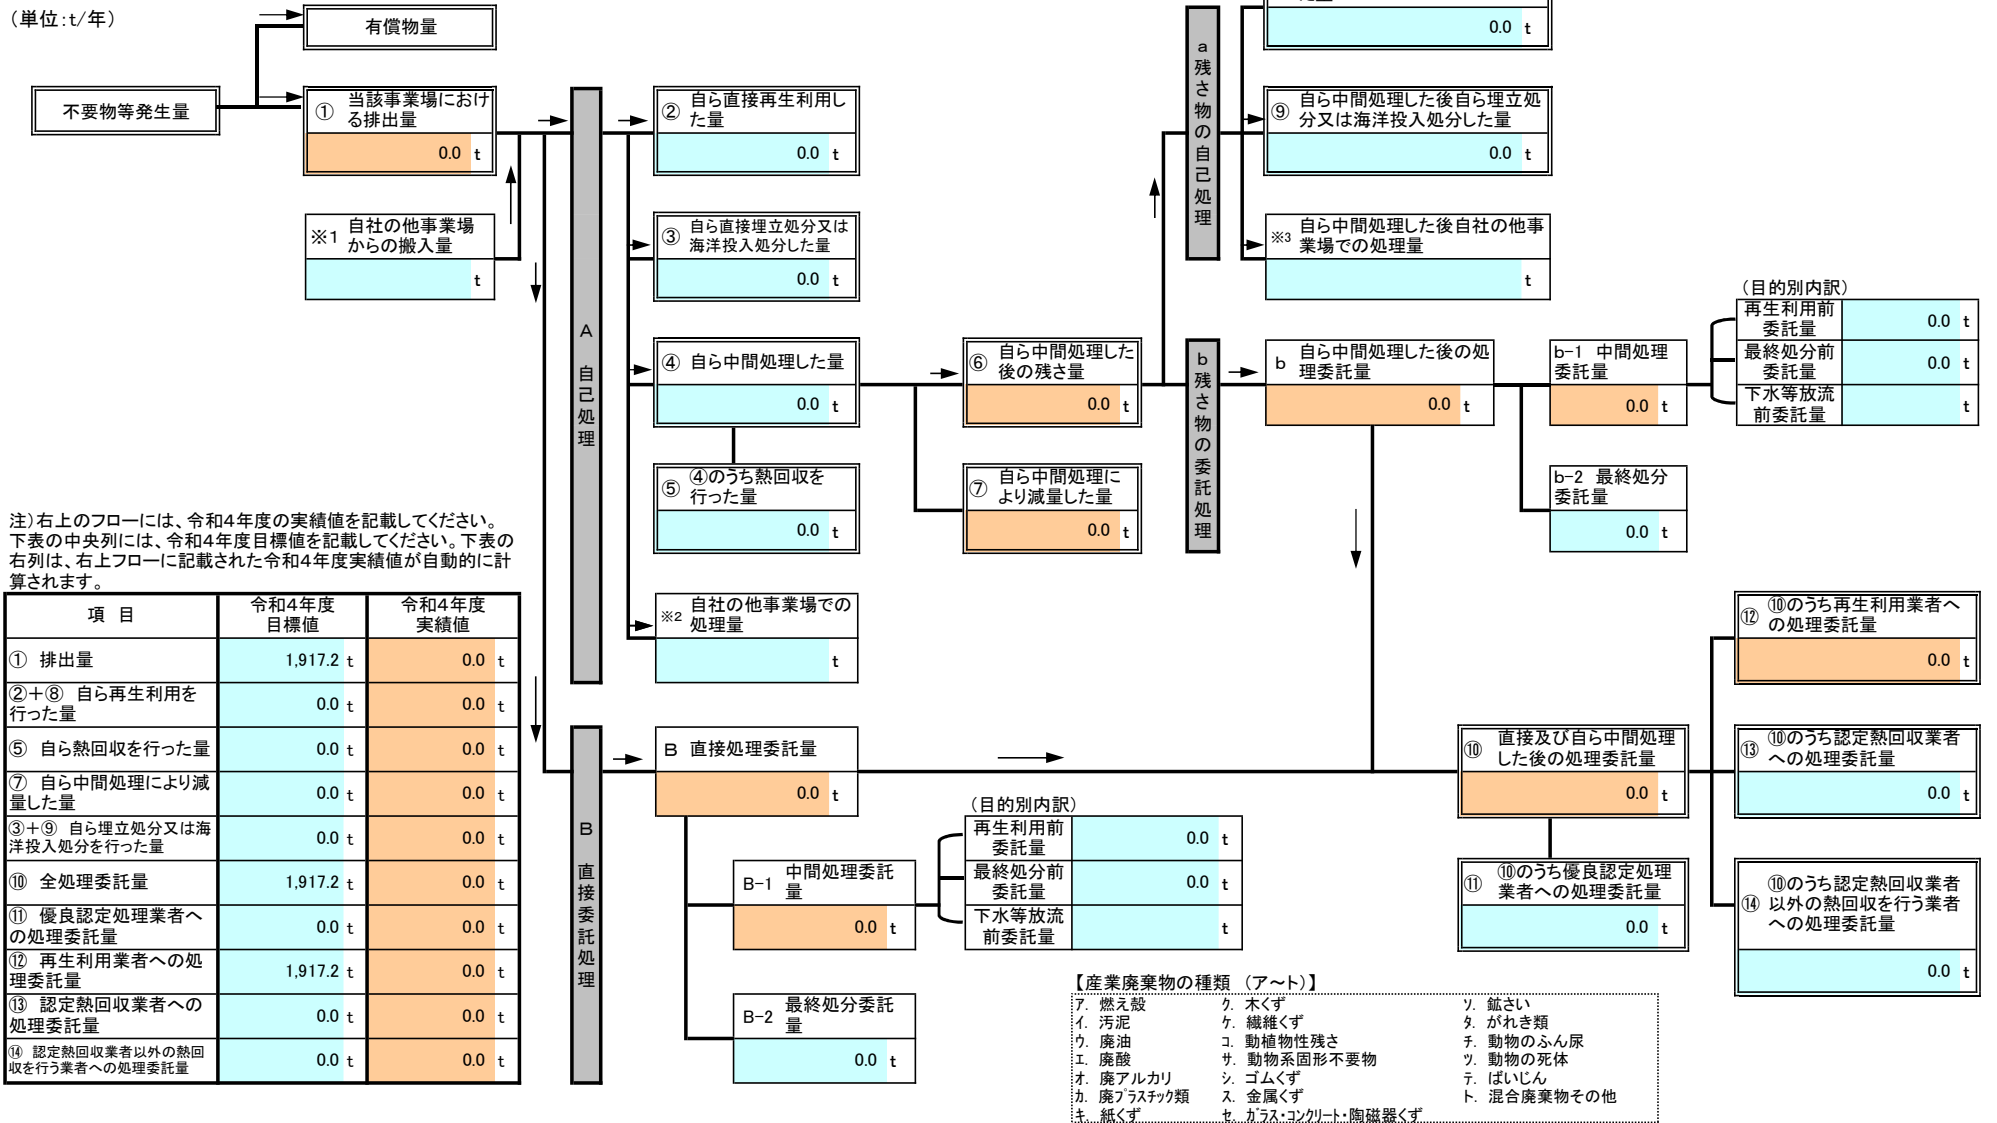 （単位：t/年）
有償物量
不要物等発生量
① 当該事業場におけ
る排出量
0.0 t
※1 自社の他事業場
からの搬入量
t
A 自己処理
② 自ら直接再生利用し
た量
0.0 t
③ 自ら直接埋立処分又は
海洋投入処分した量
0.0 t
④ 自ら中間処理した量
0.0 t
⑤ ④のうち熱回収を
行った量
0.0 t
※2 自社の他事業場での
処理量
t
⑥ 自ら中間処理した
後の残さ量
0.0 t
⑦ 自ら中間処理に
より減量した量
0.0 t
a 残さ物の自己処理
0.0 t
⑨ 自ら中間処理した後自ら埋立処
分又は海洋投入処分した量
0.0 t
※3 自ら中間処理した後自社の他事
業場での処理量
t
b 残さ物の委託処理
b 自ら中間処理した後の処
理委託量
0.0 t
b-1 中間処理
委託量
0.0 t
b-2 最終処分
委託量
0.0 t
（目的別内訳）
再生利用前
委託量
0.0 t
最終処分前
委託量
0.0 t
下水等放流
前委託量
t
注）右上のフローには、令和４年度の実績値を記載してください。
下表の中央列には、令和４年度目標値を記載してください。下表の
右列は、右上フローに記載された令和４年度実績値が自動的に計
算されます。
項 目 令和４年度 目標値 令和４年度 実績値
① 排出量 1,917.2 t 0.0 t
②＋⑧ 自ら再生利用を
行った量 0.0 t 0.0 t
⑤ 自ら熱回収を行った量 0.0 t 0.0 t
⑦ 自ら中間処理により減
量した量 0.0 t 0.0 t
③＋⑨ 自ら埋立処分又は海
洋投入処分を行った量 0.0 t 0.0 t
⑩ 全処理委託量 1,917.2 t 0.0 t
⑪ 優良認定処理業者へ
の処理委託量 0.0 t 0.0 t
⑫ 再生利用業者への処
理委託量 1,917.2 t 0.0 t
⑬ 認定熱回収業者への
処理委託量 0.0 t 0.0 t
⑭ 認定熱回収業者以外の熱回
収を行う業者への処理委託量 0.0 t 0.0 t
B 直接委託処理
B 直接処理委託量
0.0 t
B-1 中間処理委託
量
0.0 t
B-2 最終処分委託
量
0.0 t
（目的別内訳）
再生利用前
委託量
0.0 t
最終処分前
委託量
0.0 t
下水等放流
前委託量
t
⑩ 直接及び自ら中間処理
した後の処理委託量
0.0 t
⑪ ⑩のうち優良認定処理
業者への処理委託量
0.0 t
⑫ ⑩のうち再生利用業者へ
の処理委託量
0.0 t
⑬ ⑩のうち認定熱回収業者
への処理委託量
0.0 t
⑭ ⑩のうち認定熱回収業者
以外の熱回収を行う業者
への処理委託量
0.0 t
【産業廃棄物の種類 （ア～ト）】
ア. 燃え殻 ク. 木くず ソ. 鉱さい
イ. 汚泥 ケ. 繊維くず タ. がれき類
ウ. 廃油 コ. 動植物性残さ チ. 動物のふん尿
エ. 廃酸 サ. 動物系固形不要物 ツ. 動物の死体
オ. 廃アルカリ シ. ゴムくず テ. ばいじん
カ. 廃プラスチック類 ス. 金属くず ト. 混合廃棄物その他
キ. 紙くず セ. ガラス・コンクリート・陶磁器くず